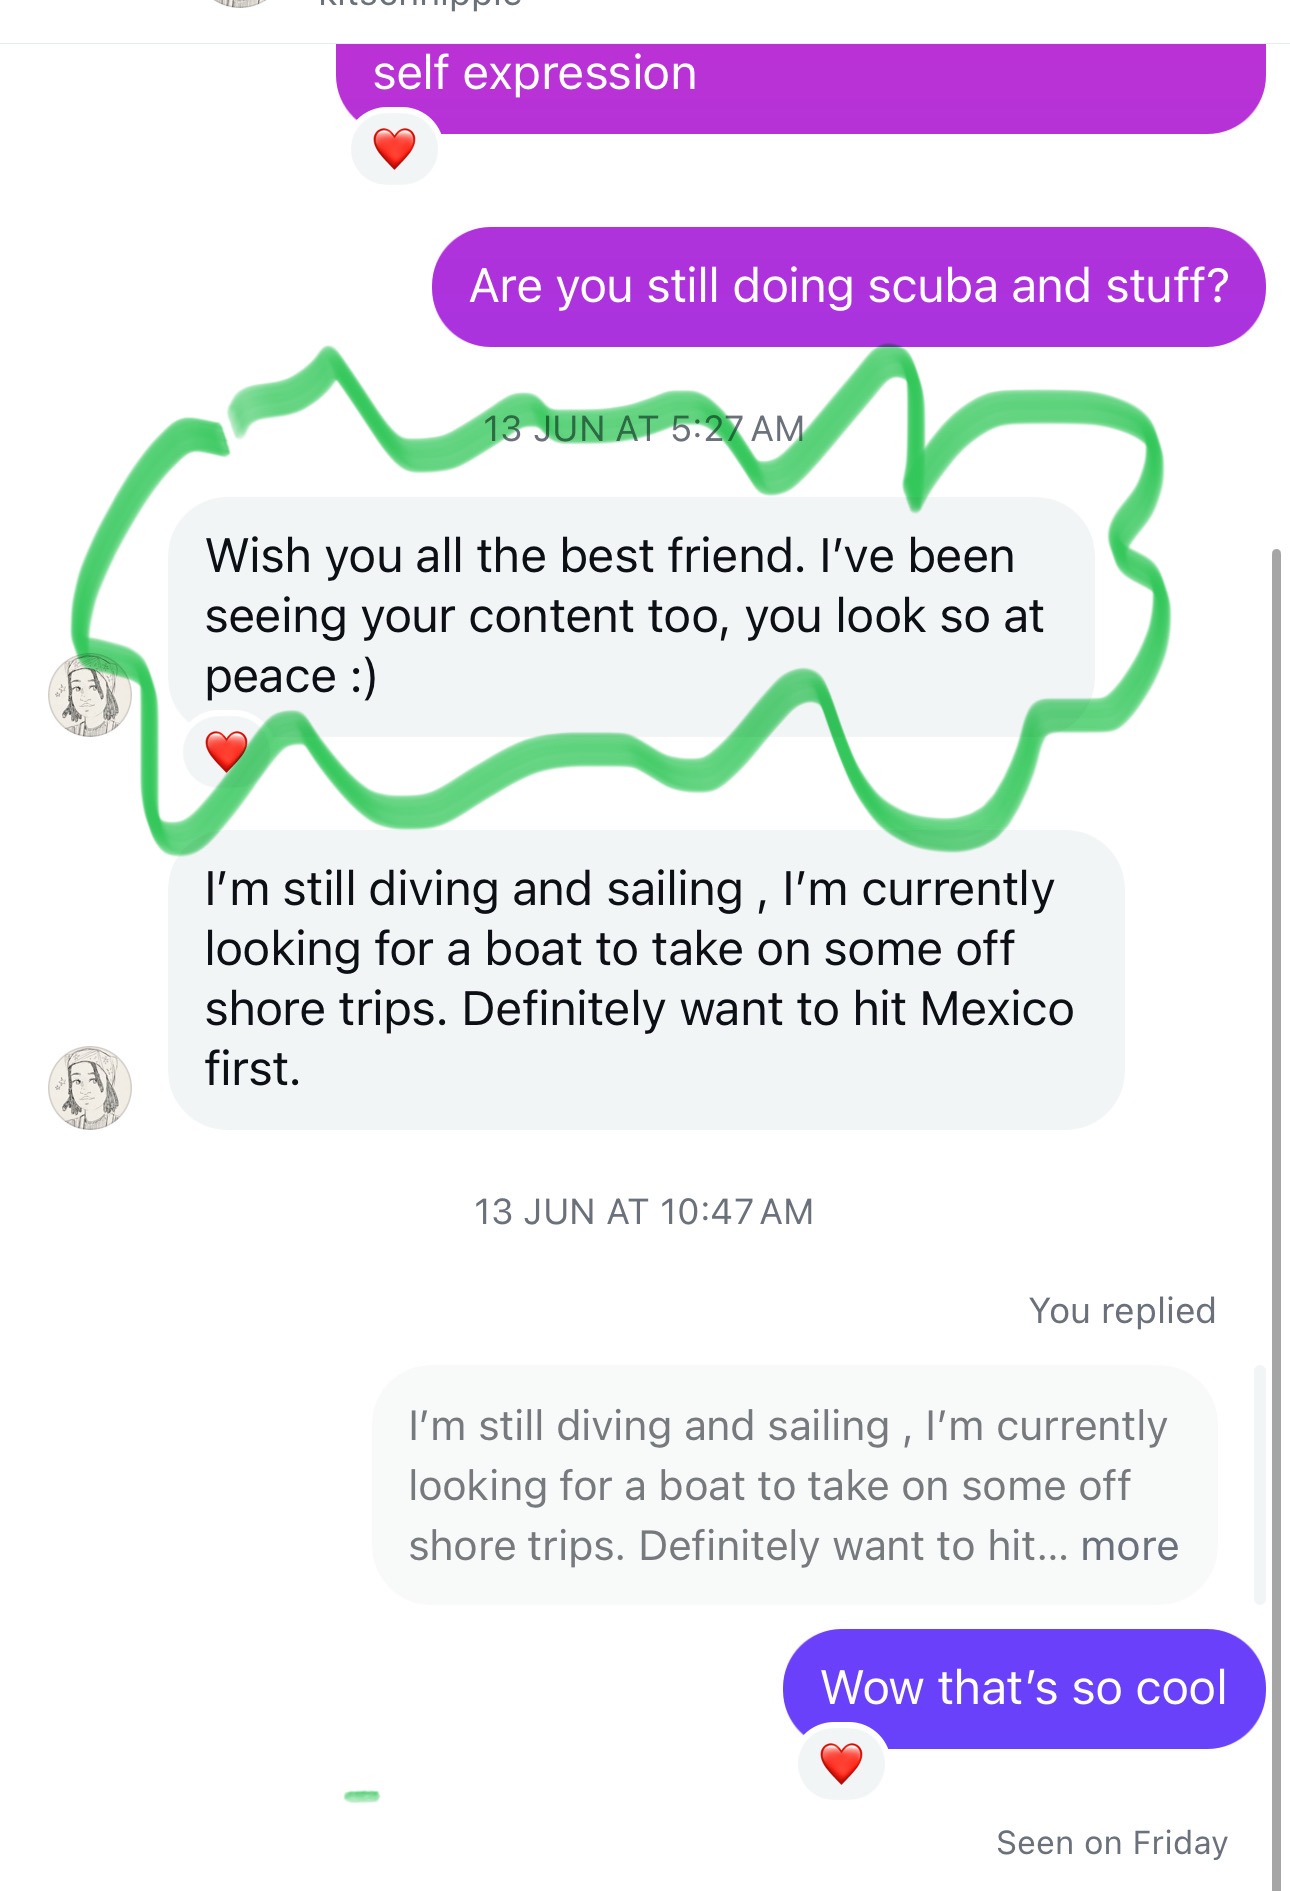 self expression
Are you still doing scuba and stuff?
13 JUN AT 5:27 AM
Wish you all the best friend. I’ve been
seeing your content too, you look so at
peace :)
I’m still diving and sailing , I’m currently
looking for a boat to take on some off
shore trips. Definitely want to hit Mexico
first.
13 JUN AT 10:47 AM
You replied
I’m still diving and sailing , I’m currently
looking for a boat to take on some off
shore trips. Definitely want to hit... more
Wow that’s so cool
Seen on Friday